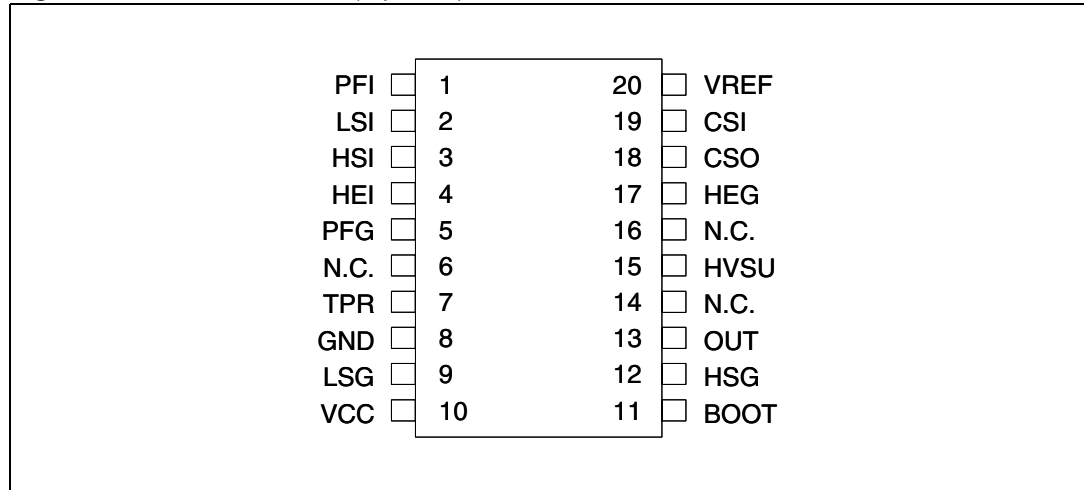 PFI 1 20 VREF
LSI 2 19 CSI
HSI 3 18 CSO
HEI 4 17 HEG
PFG 5 16 N.C.
N.C. 6 15 HVSU
TPR 7 14 N.C.
GND 8 13 OUT
LSG 9 12 HSG
VCC 10 11 BOOT